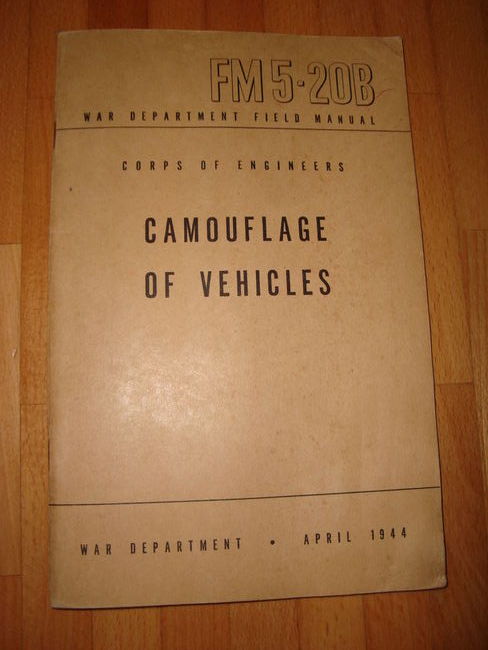 FM 5-20B
WAR DEPARTMENT FIELD MANUAL
CORPS OF ENGINEERS
CAMOUFLAGE
OF VEHICLES
WAR DEPARTMENT • APRIL 1944